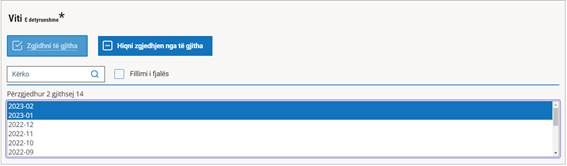 Viti E detyrueshme*
Zgjidhni të gjitha
Hiqni zgjedhjen nga të gjitha
Kërko
Fillimi i fjalës
Përzgjedhur 2 gjithsej 14
2023-02
2023-01
2022-12
2022-11
2022-10
2022-09